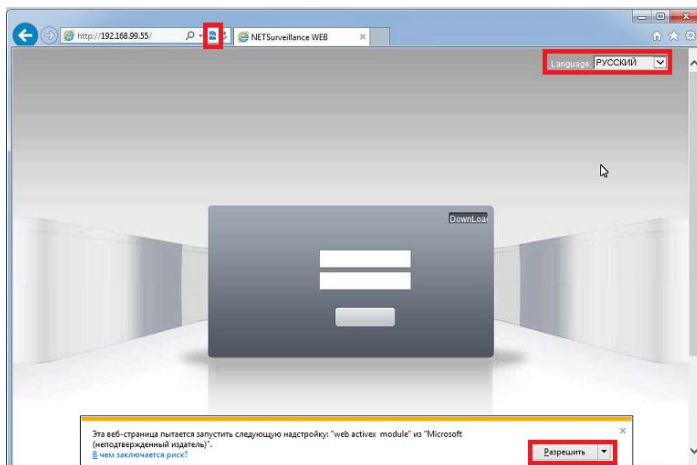 http://192.168.99.55/
NETSurveillance WEB
Language: РУССКИЙ
DownLoad
Эта веб-страница пытается запустить следующую надстройку: "web activex module" из "Microsoft
(неподтвержденный издатель)".
В чем заключается риск?
Разрешить